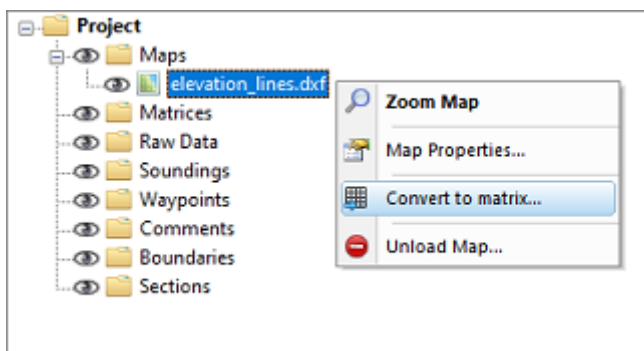 Project
Maps
elevation_lines.dxf
Matrices
Raw Data
Soundings
Waypoints
Comments
Boundaries
Sections
Zoom Map
Map Properties...
Convert to matrix...
Unload Map...